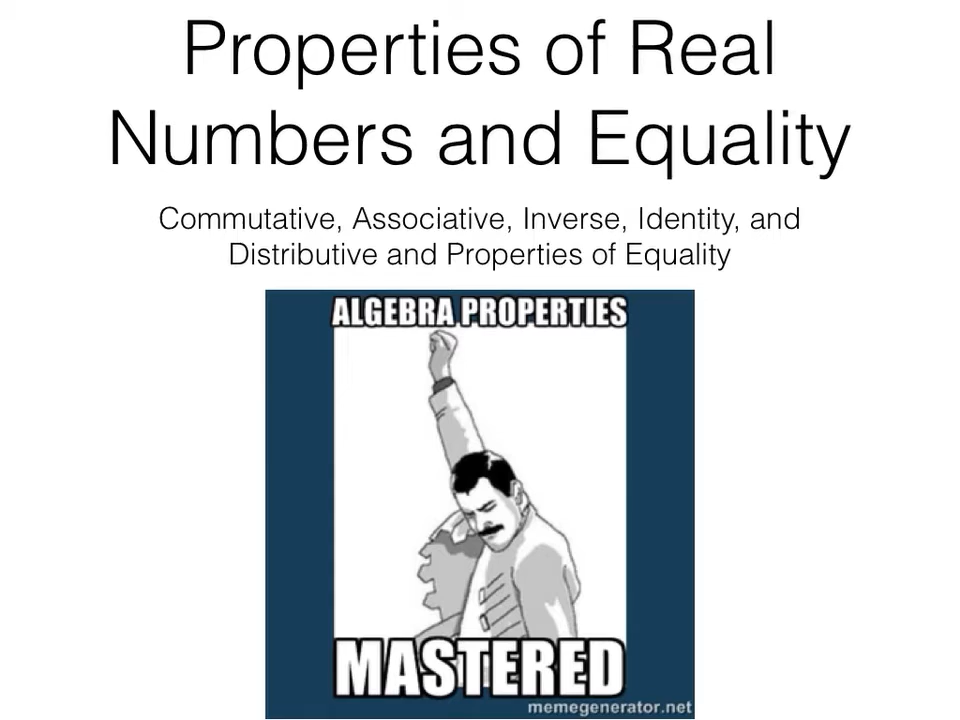 Properties of Real
Numbers and Equality
Commutative, Associative, Inverse, Identity, and
Distributive and Properties of Equality
ALGEBRA PROPERTIES
MASTERED
memegenerator.net